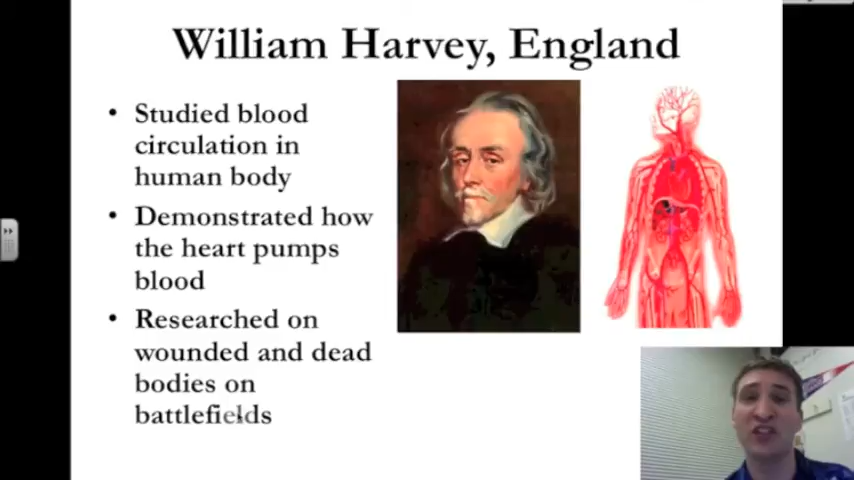 William Harvey, England
• Studied blood
circulation in
human body
• Demonstrated how
the heart pumps
blood
• Researched on
wounded and dead
bodies on
battlefields